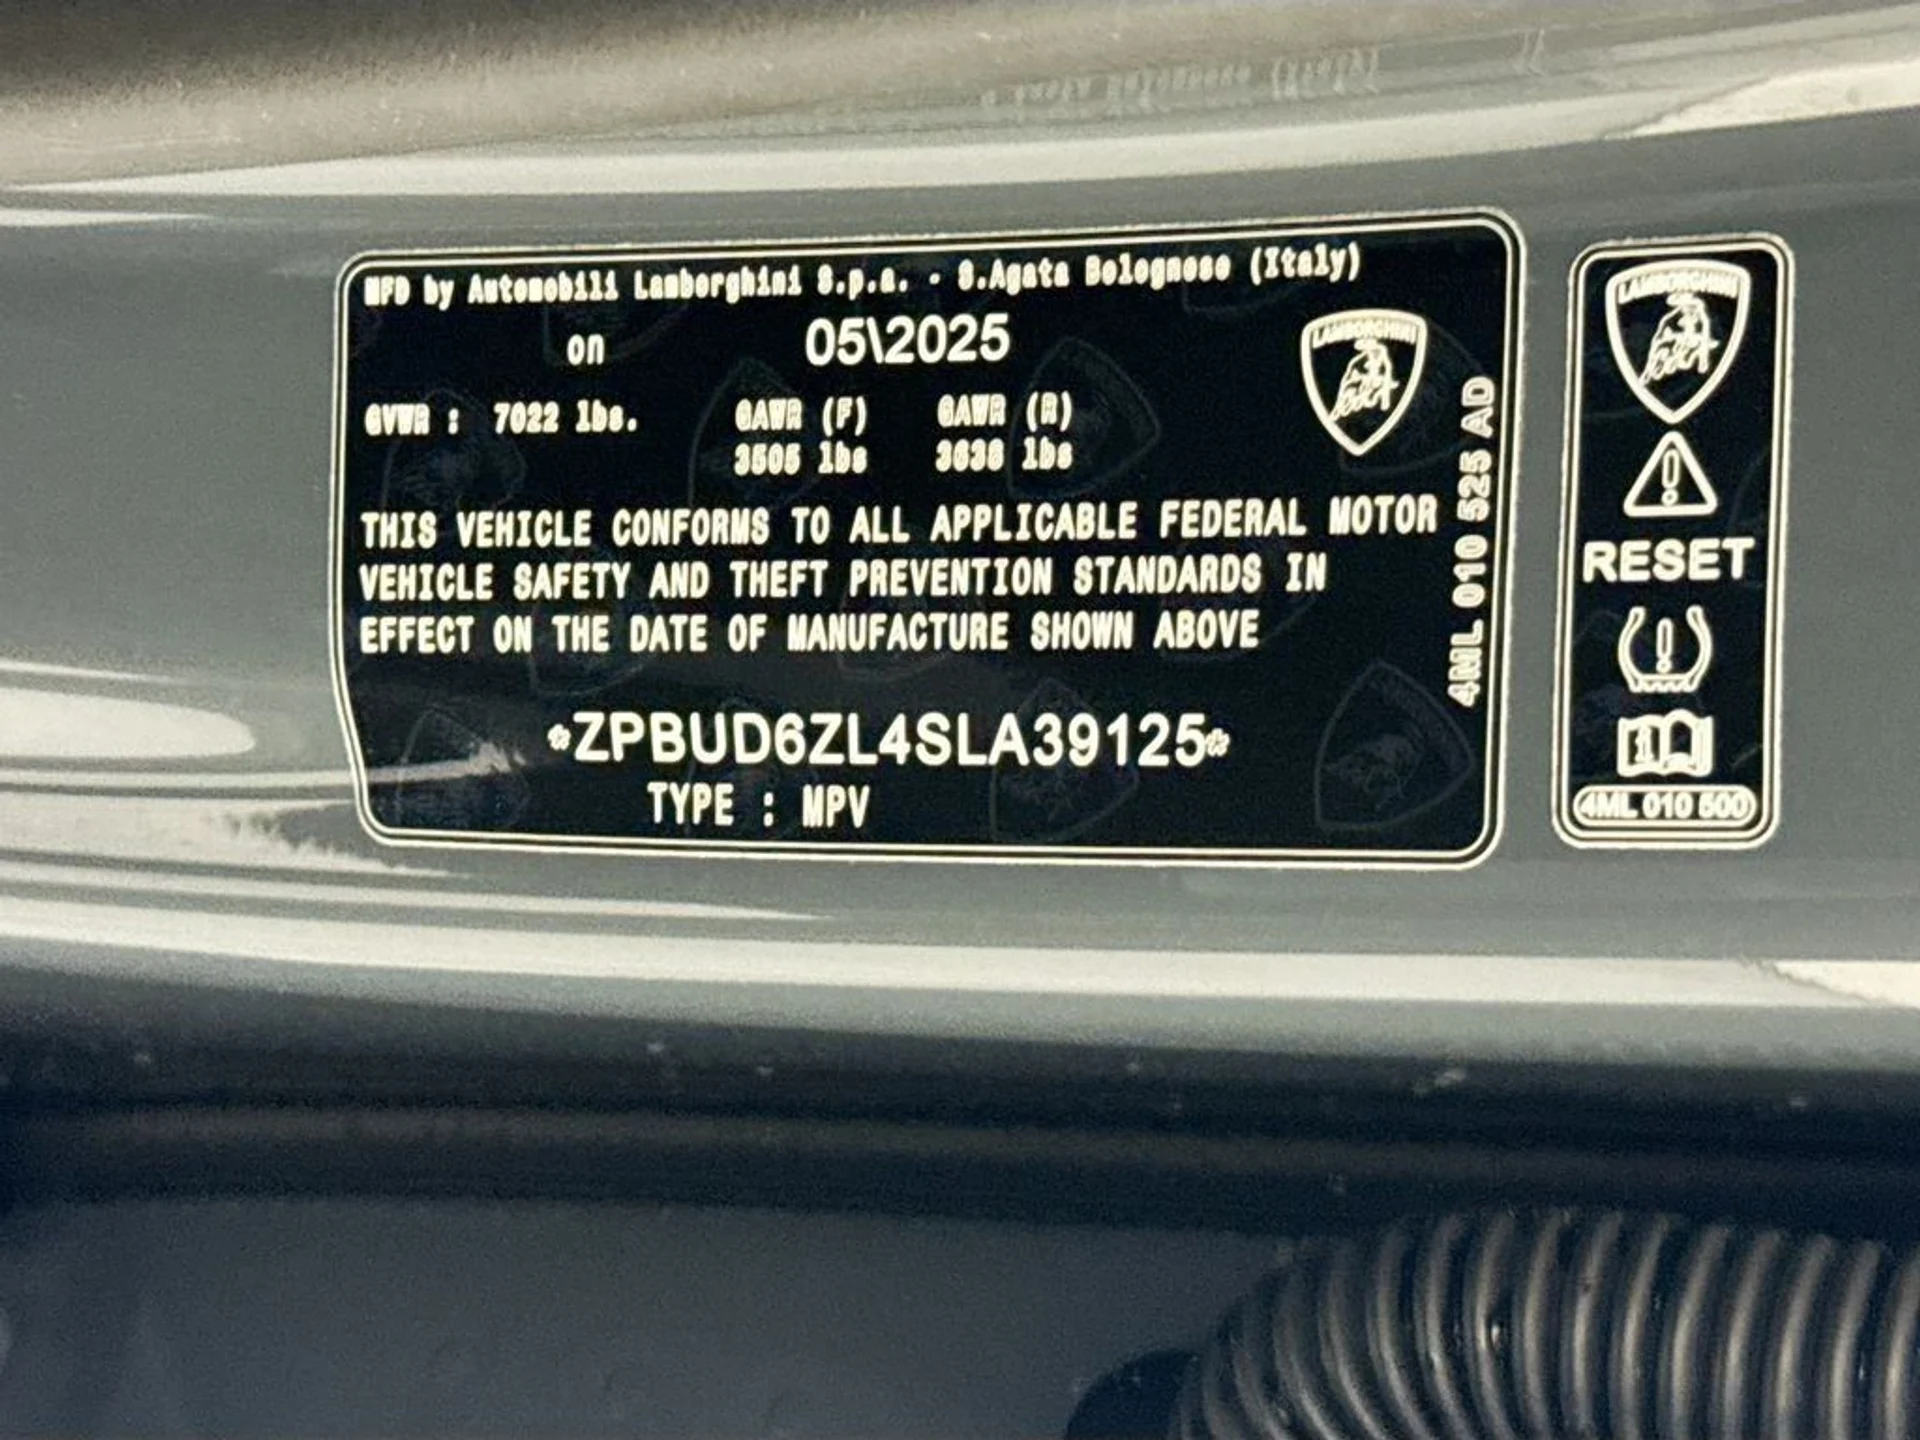 MFD by Automobili Lamborghini S.p.a. - S.Agata Bolognese (Italy)
on 05\2025
LAMBORGHINI
GVWR : 7022 lbs. GAWR (F) GAWR (R)
3505 lbs 3638 lbs
THIS VEHICLE CONFORMS TO ALL APPLICABLE FEDERAL MOTOR
VEHICLE SAFETY AND THEFT PREVENTION STANDARDS IN
EFFECT ON THE DATE OF MANUFACTURE SHOWN ABOVE
*ZPBUD6ZL4SLA39125*
TYPE : MPV
4ML 010 525 AD
LAMBORGHINI
RESET
4ML 010 500